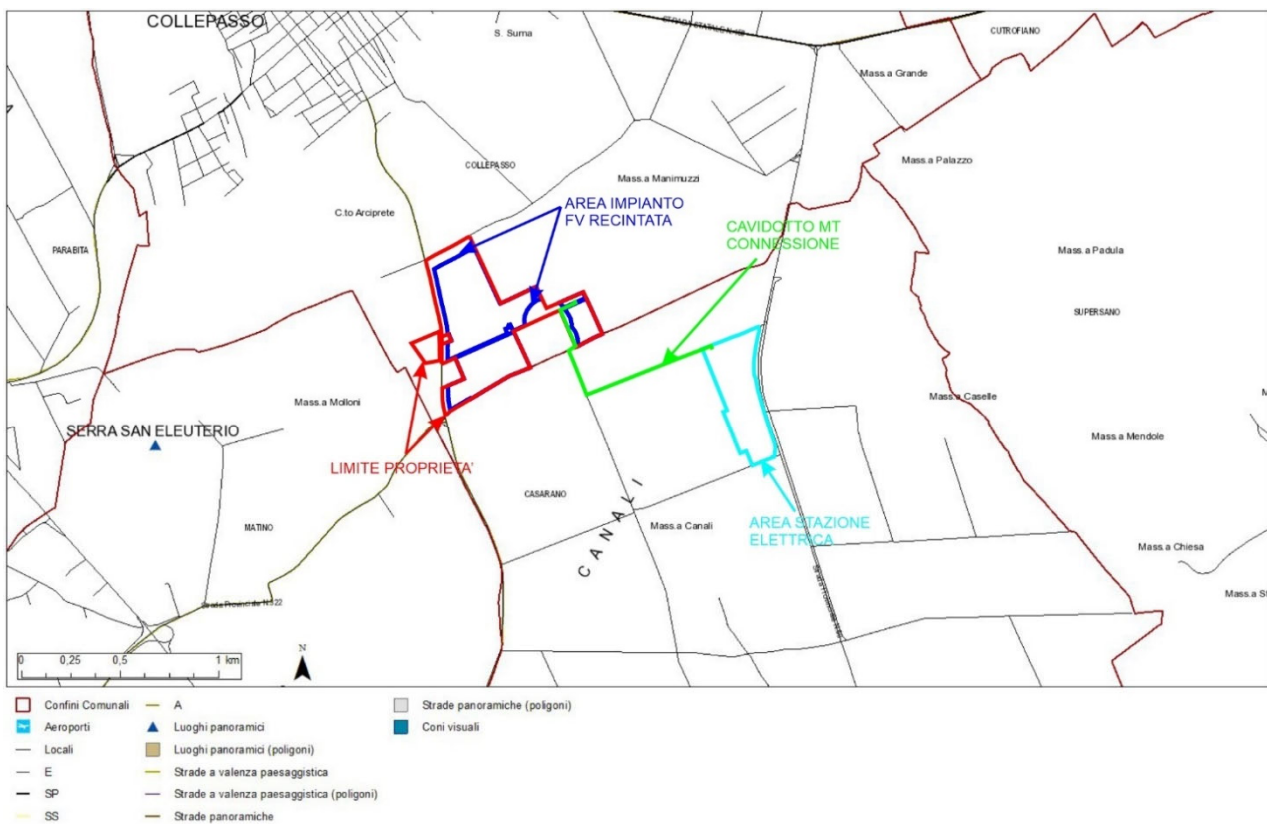 COLLEPASSO
S. Suma
CUTROFIANO
Mass.a Grande
Mass.a Palazzo
COLLEPASSO
Mass.a Manimuzzi
AREA IMPIANTO
FV RECINTATA
C.to Arciprete
CAVIDOTTO MT
CONNESSIONE
PARABITA
Mass.a Padula
SUPERSANO
Mass.a Molloni
Mass.a Caselle
SERRA SAN ELEUTERIO
Mass.a Mendole
LIMITE PROPRIETA'
CASARANO
MATINO
CANALI
Mass.a Canali
AREA STAZIONE
ELETTRICA
Mass.a Chiesa
Mass.a S
Strada Provinciale N.322
0 0,25 0,5 1 km
N
Confini Comunali
Aeroporti
Locali
E
SP
SS
A
Luoghi panoramici
Luoghi panoramici (poligoni)
Strade a valenza paesaggistica
Strade a valenza paesaggistica (poligoni)
Strade panoramiche
Strade panoramiche (poligoni)
Coni visuali